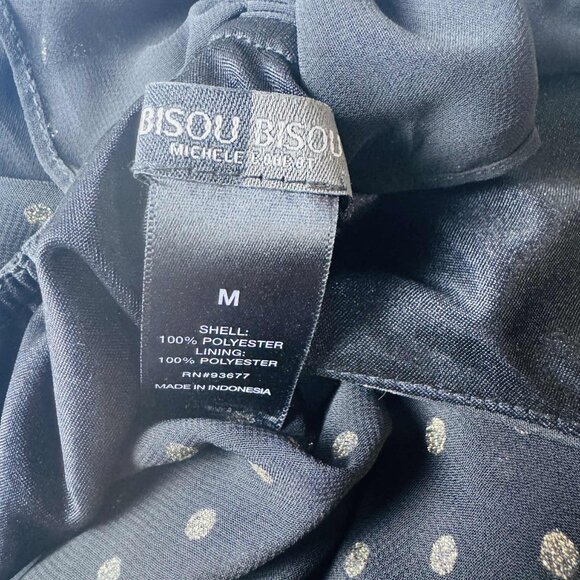 BISOU BISOU
MICHELE BOHBOT
M
SHELL:
100% POLYESTER
LINING:
100% POLYESTER
RN#93677
MADE IN INDONESIA